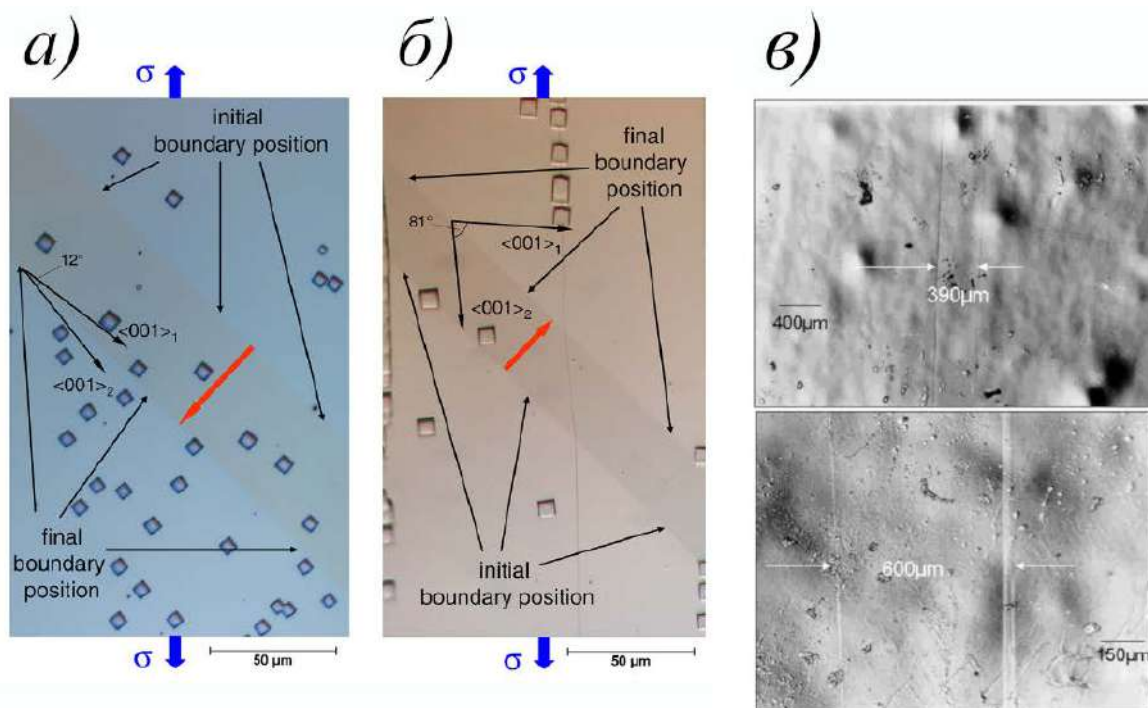 а)
σ
initial
boundary position
12°
<001>₁
<001>₂
final
boundary
position
σ
50 μm
б)
σ
final
boundary
position
81°
<001>₁
<001>₂
initial
boundary position
σ
50 μm
в)
390μm
400μm
600μm
150μm